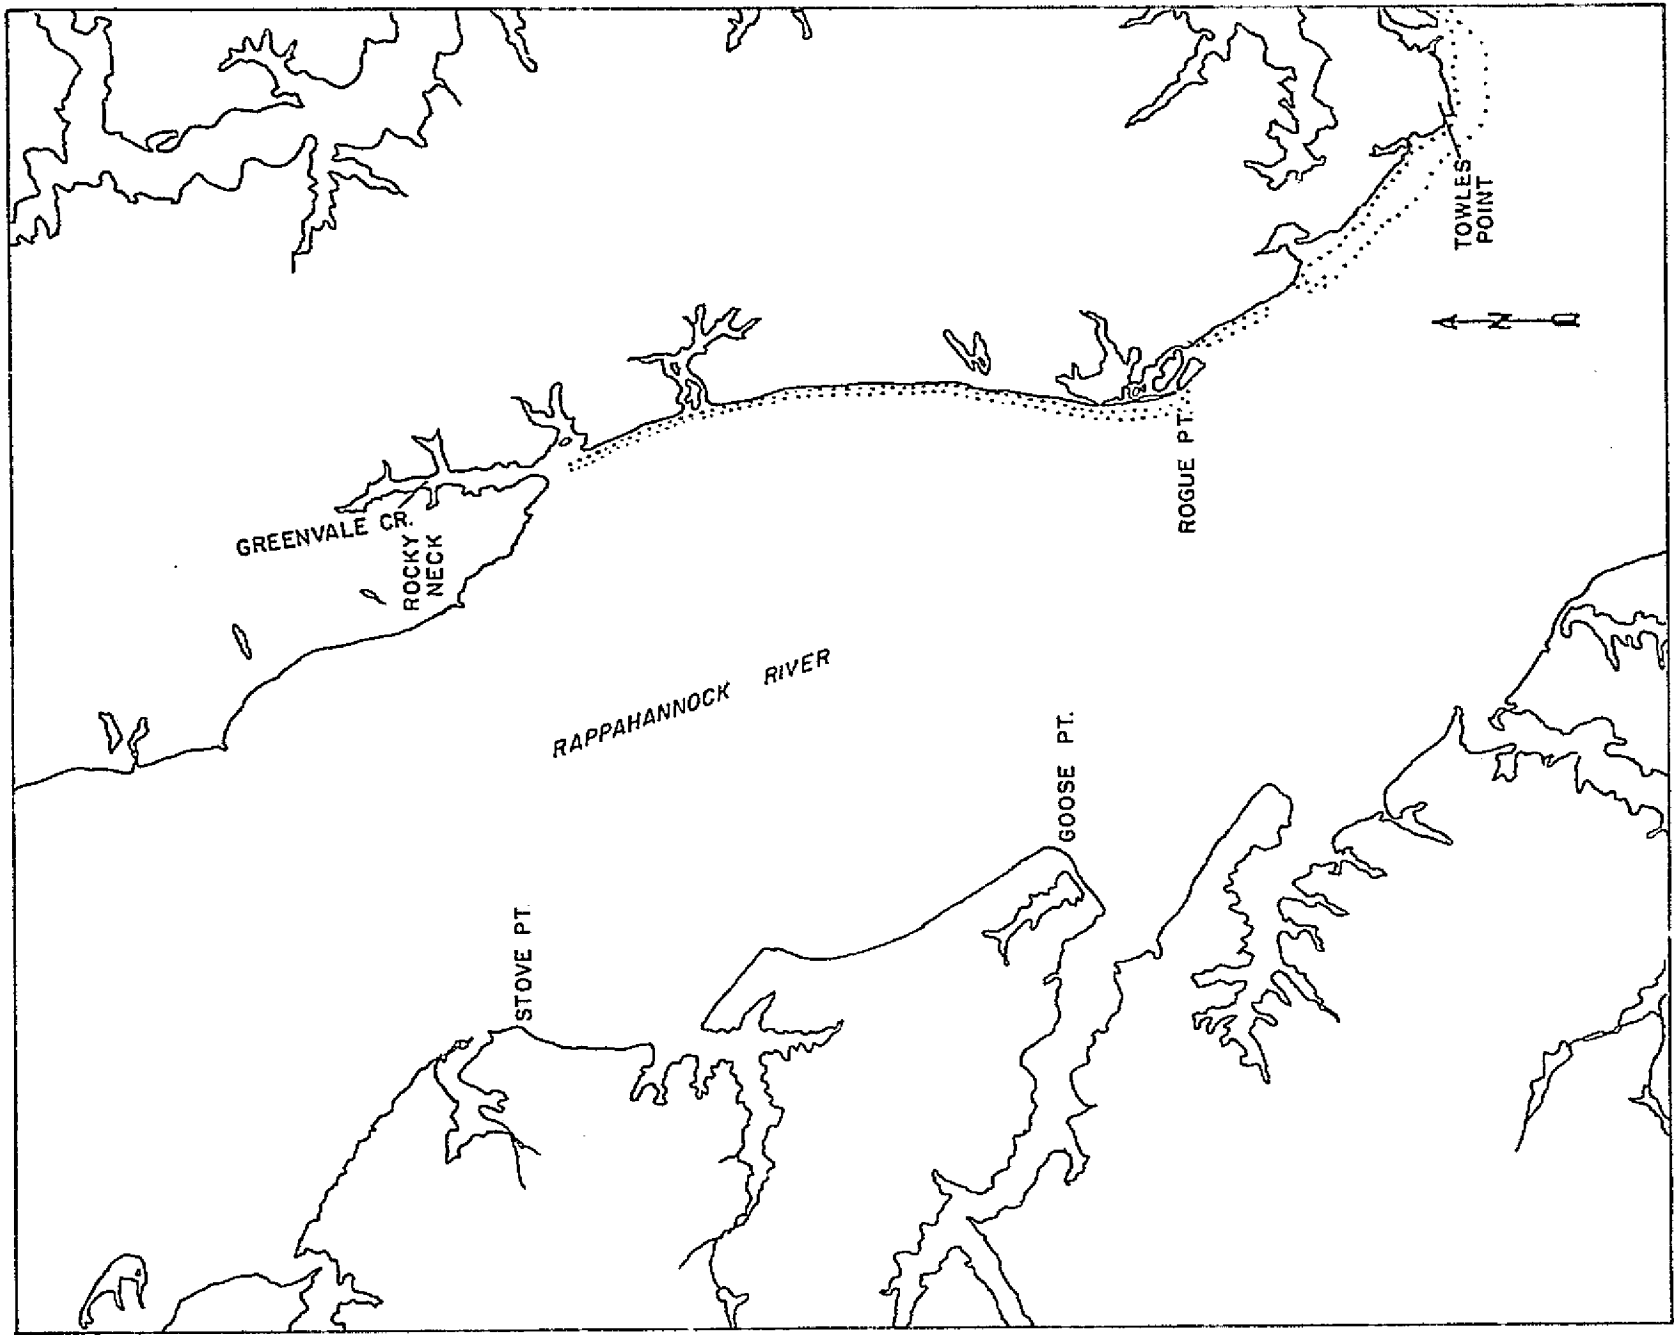 GREENVALE CR.
ROCKY
NECK
RAPPAHANNOCK RIVER
STOVE PT.
GOOSE PT.
ROGUE PT.
TOWLES
POINT
N